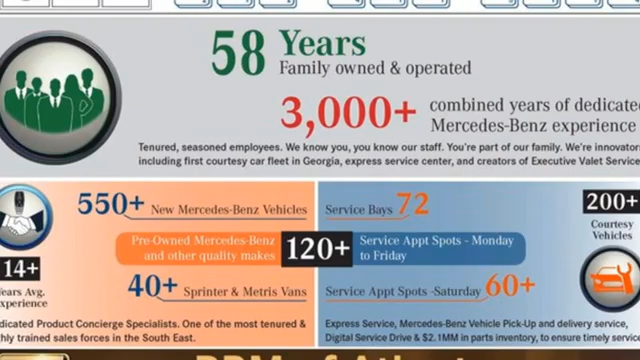 58 Years
Family owned & operated
3,000+ combined years of dedicated
Mercedes-Benz experience
Tenured, seasoned employees. We know you, you know our staff. You're part of our family. We're innovators
including first courtesy car fleet in Georgia, express service center, and creators of Executive Valet Service
550+ New Mercedes-Benz Vehicles
Pre-Owned Mercedes-Benz
and other quality makes
120+
14+
Years Avg.
experience
40+ Sprinter & Metris Vans
dicated Product Concierge Specialists. One of the most tenured &
ghly trained sales forces in the South East.
Service Bays 72
200+
Courtesy
Vehicles
Service Appt Spots - Monday
to Friday
Service Appt Spots -Saturday 60+
Express Service, Mercedes-Benz Vehicle Pick-Up and delivery service,
Digital Service Drive & $2.1MM in parts inventory, to ensure timely service